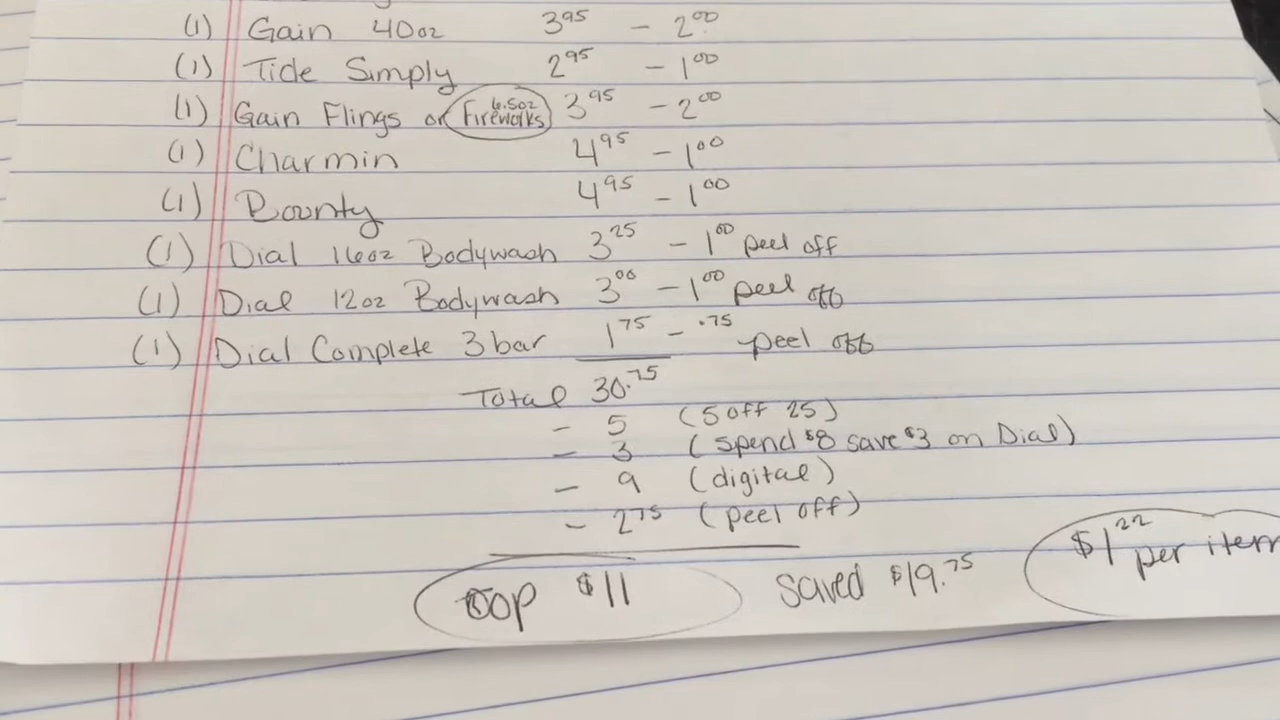 (1) Gain 40oz 3.95 - 2.00
(1) Tide Simply 2.95 - 1.00
(1) Gain Flings or Fireworks 6.5oz 3.95 - 2.00
(1) Charmin 4.95 - 1.00
(1) Bounty 4.95 - 1.00
(1) Dial 16oz Bodywash 3.25 - 1.00 peel off
(1) Dial 12oz Bodywash 3.00 - 1.00 peel off
(1) Dial Complete 3 bar 1.75 - .75 peel off
Total 30.75
- 5 (5 off 25)
- 3 (spend $8 save $3 on Dial)
- 9 (digital)
- 2.75 (peel off)
OOP $11 saved $19.75 $1.22 per item